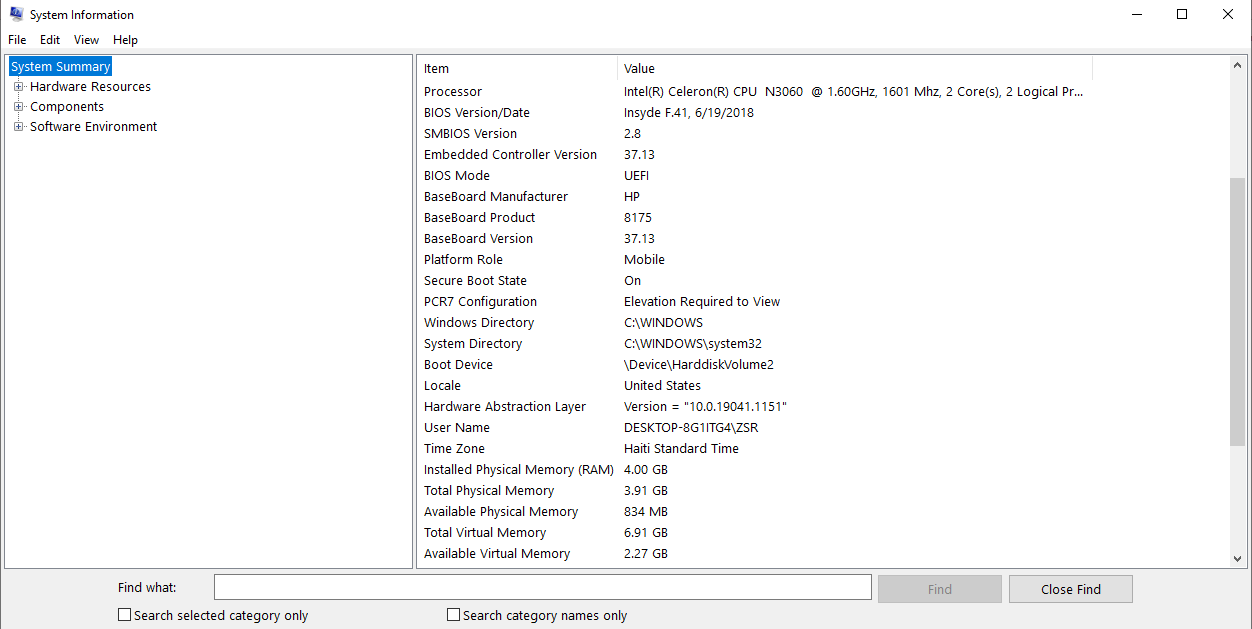 System Information
File Edit View Help
System Summary
Hardware Resources
Components
Software Environment
Item Value
Processor Intel(R) Celeron(R) CPU N3060 @ 1.60GHz, 1601 Mhz, 2 Core(s), 2 Logical Pr...
BIOS Version/Date Insyde F.41, 6/19/2018
SMBIOS Version 2.8
Embedded Controller Version 37.13
BIOS Mode UEFI
BaseBoard Manufacturer HP
BaseBoard Product 8175
BaseBoard Version 37.13
Platform Role Mobile
Secure Boot State On
PCR7 Configuration Elevation Required to View
Windows Directory C:\WINDOWS
System Directory C:\WINDOWS\system32
Boot Device \Device\HarddiskVolume2
Locale United States
Hardware Abstraction Layer Version = "10.0.19041.1151"
User Name DESKTOP-8G1ITG4\ZSR
Time Zone Haiti Standard Time
Installed Physical Memory (RAM) 4.00 GB
Total Physical Memory 3.91 GB
Available Physical Memory 834 MB
Total Virtual Memory 6.91 GB
Available Virtual Memory 2.27 GB
Find what: Find Close Find
Search selected category only Search category names only